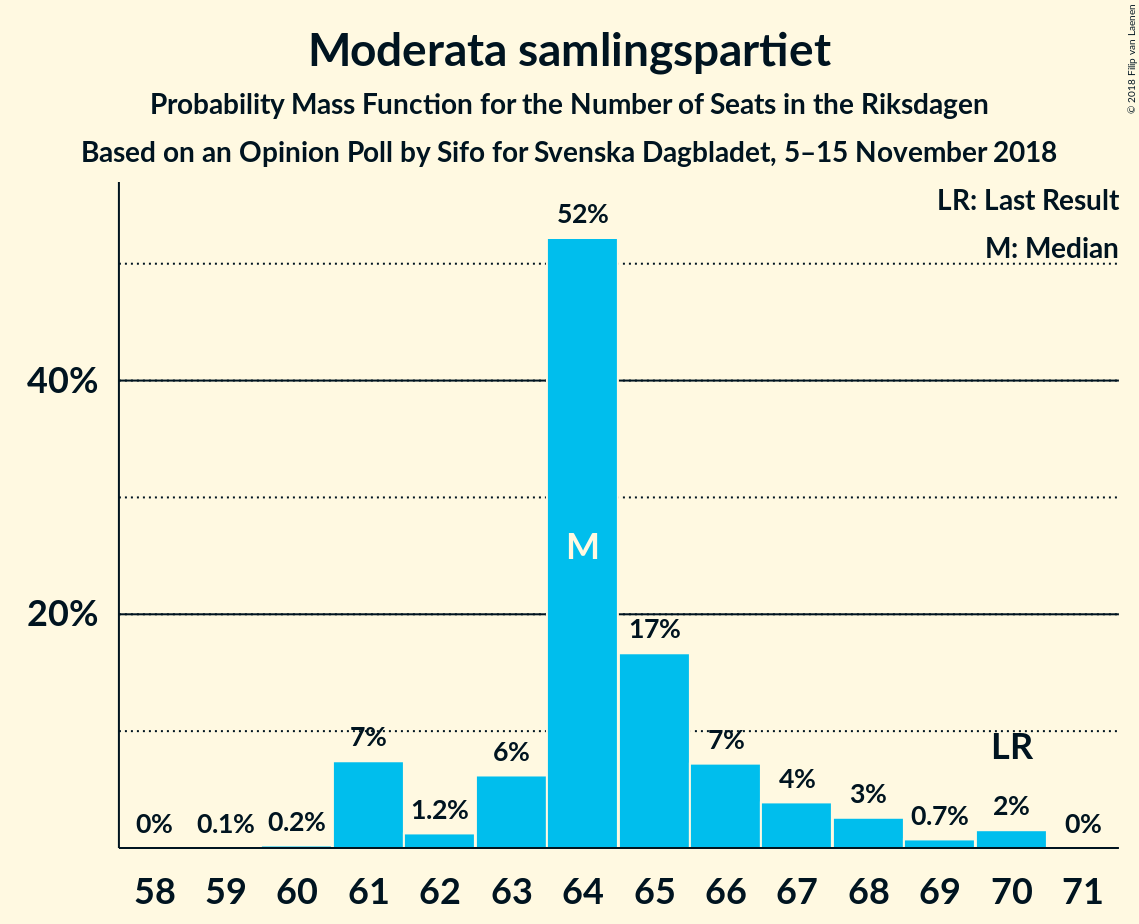 Moderata samlingspartiet
Probability Mass Function for the Number of Seats in the Riksdagen
Based on an Opinion Poll by Sifo for Svenska Dagbladet, 5–15 November 2018
© 2018 Filip van Laenen
LR: Last Result
M: Median
40%
20%
0%
0.1%
0.2%
7%
1.2%
6%
52%
M
17%
7%
4%
3%
0.7%
LR
2%
0%
58 59 60 61 62 63 64 65 66 67 68 69 70 71